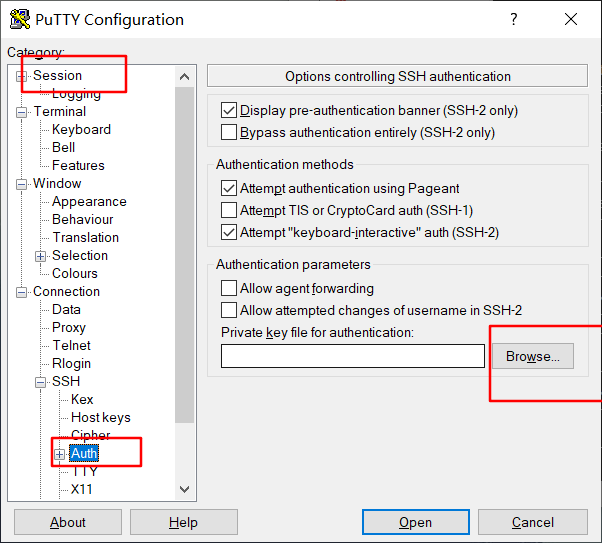 PuTTY Configuration
Category:
Session
Logging
Terminal
Keyboard
Bell
Features
Window
Appearance
Behaviour
Translation
Selection
Colours
Connection
Data
Proxy
Telnet
Rlogin
SSH
Kex
Host keys
Cipher
Auth
TTY
X11
Options controlling SSH authentication
Display pre-authentication banner (SSH-2 only)
Bypass authentication entirely (SSH-2 only)
Authentication methods
Attempt authentication using Pageant
Attempt TIS or CryptoCard auth (SSH-1)
Attempt "keyboard-interactive" auth (SSH-2)
Authentication parameters
Allow agent forwarding
Allow attempted changes of username in SSH-2
Private key file for authentication:
Browse...
About
Help
Open
Cancel